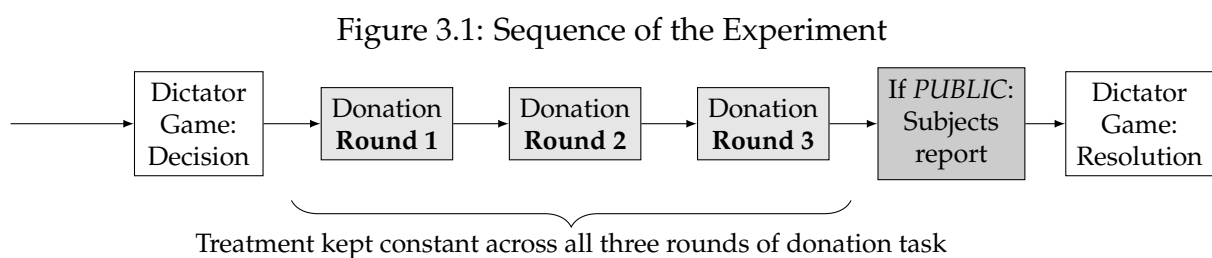 Figure 3.1: Sequence of the Experiment
Dictator
Game:
Decision
Donation
Round 1
Donation
Round 2
Donation
Round 3
If PUBLIC:
Subjects
report
Dictator
Game:
Resolution
Treatment kept constant across all three rounds of donation task